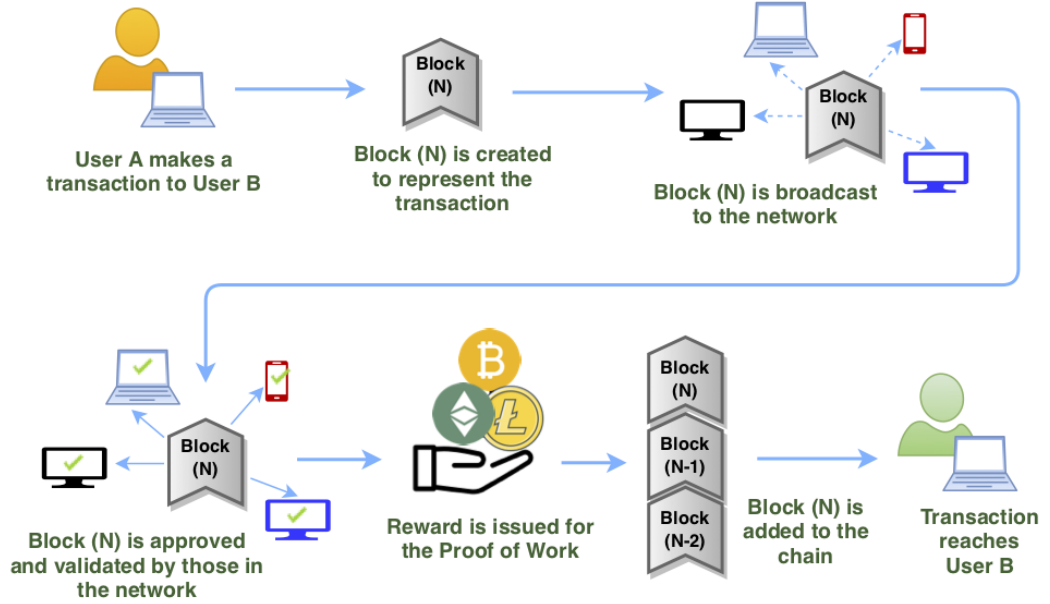 User A makes a
transaction to User B
Block
(N)
Block (N) is created
to represent the
transaction
Block
(N)
Block (N) is broadcast
to the network
Block
(N)
Block (N) is approved
and validated by those in
the network
Reward is issued for
the Proof of Work
Block
(N)
Block
(N-1)
Block
(N-2)
Block (N) is
added to the
chain
Transaction
reaches
User B